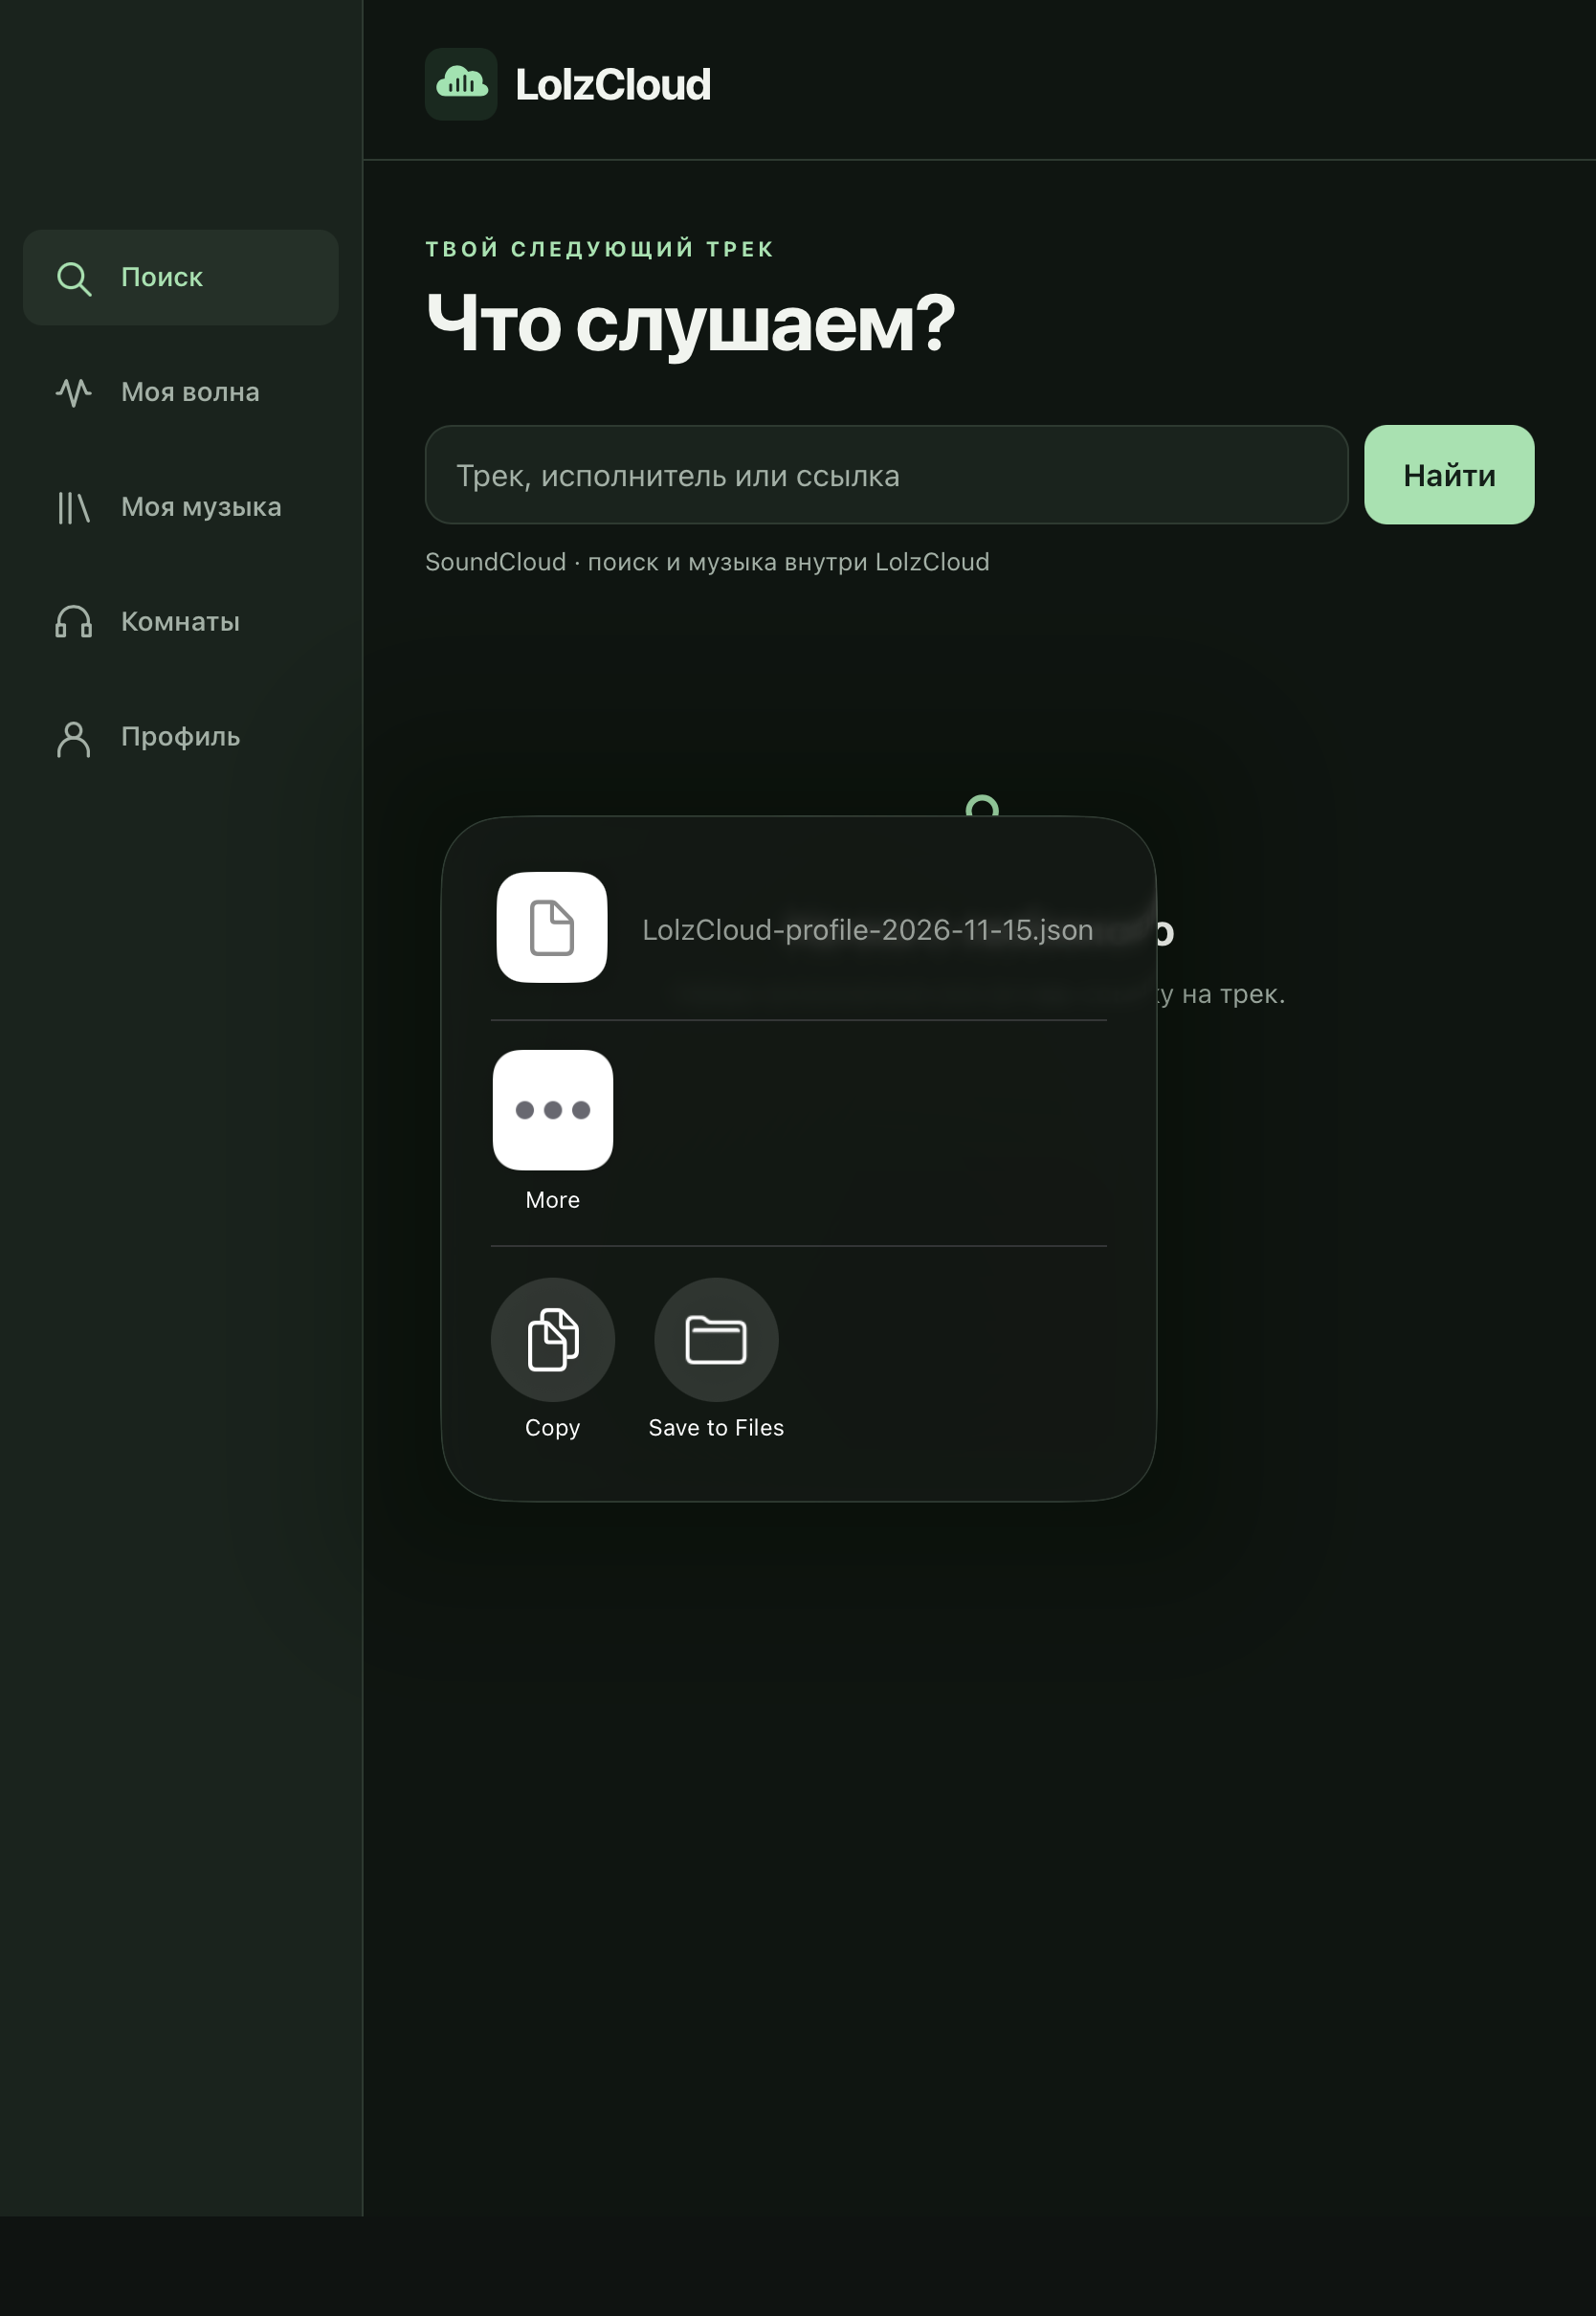 LolzCloud
Поиск
Моя волна
Моя музыка
Комнаты
Профиль
ТВОЙ СЛЕДУЮЩИЙ ТРЕК
Что слушаем?
Трек, исполнитель или ссылка
Найти
SoundCloud · поиск и музыка внутри LolzCloud
LolzCloud-profile-2026-11-15.json
на трек.
More
Copy
Save to Files